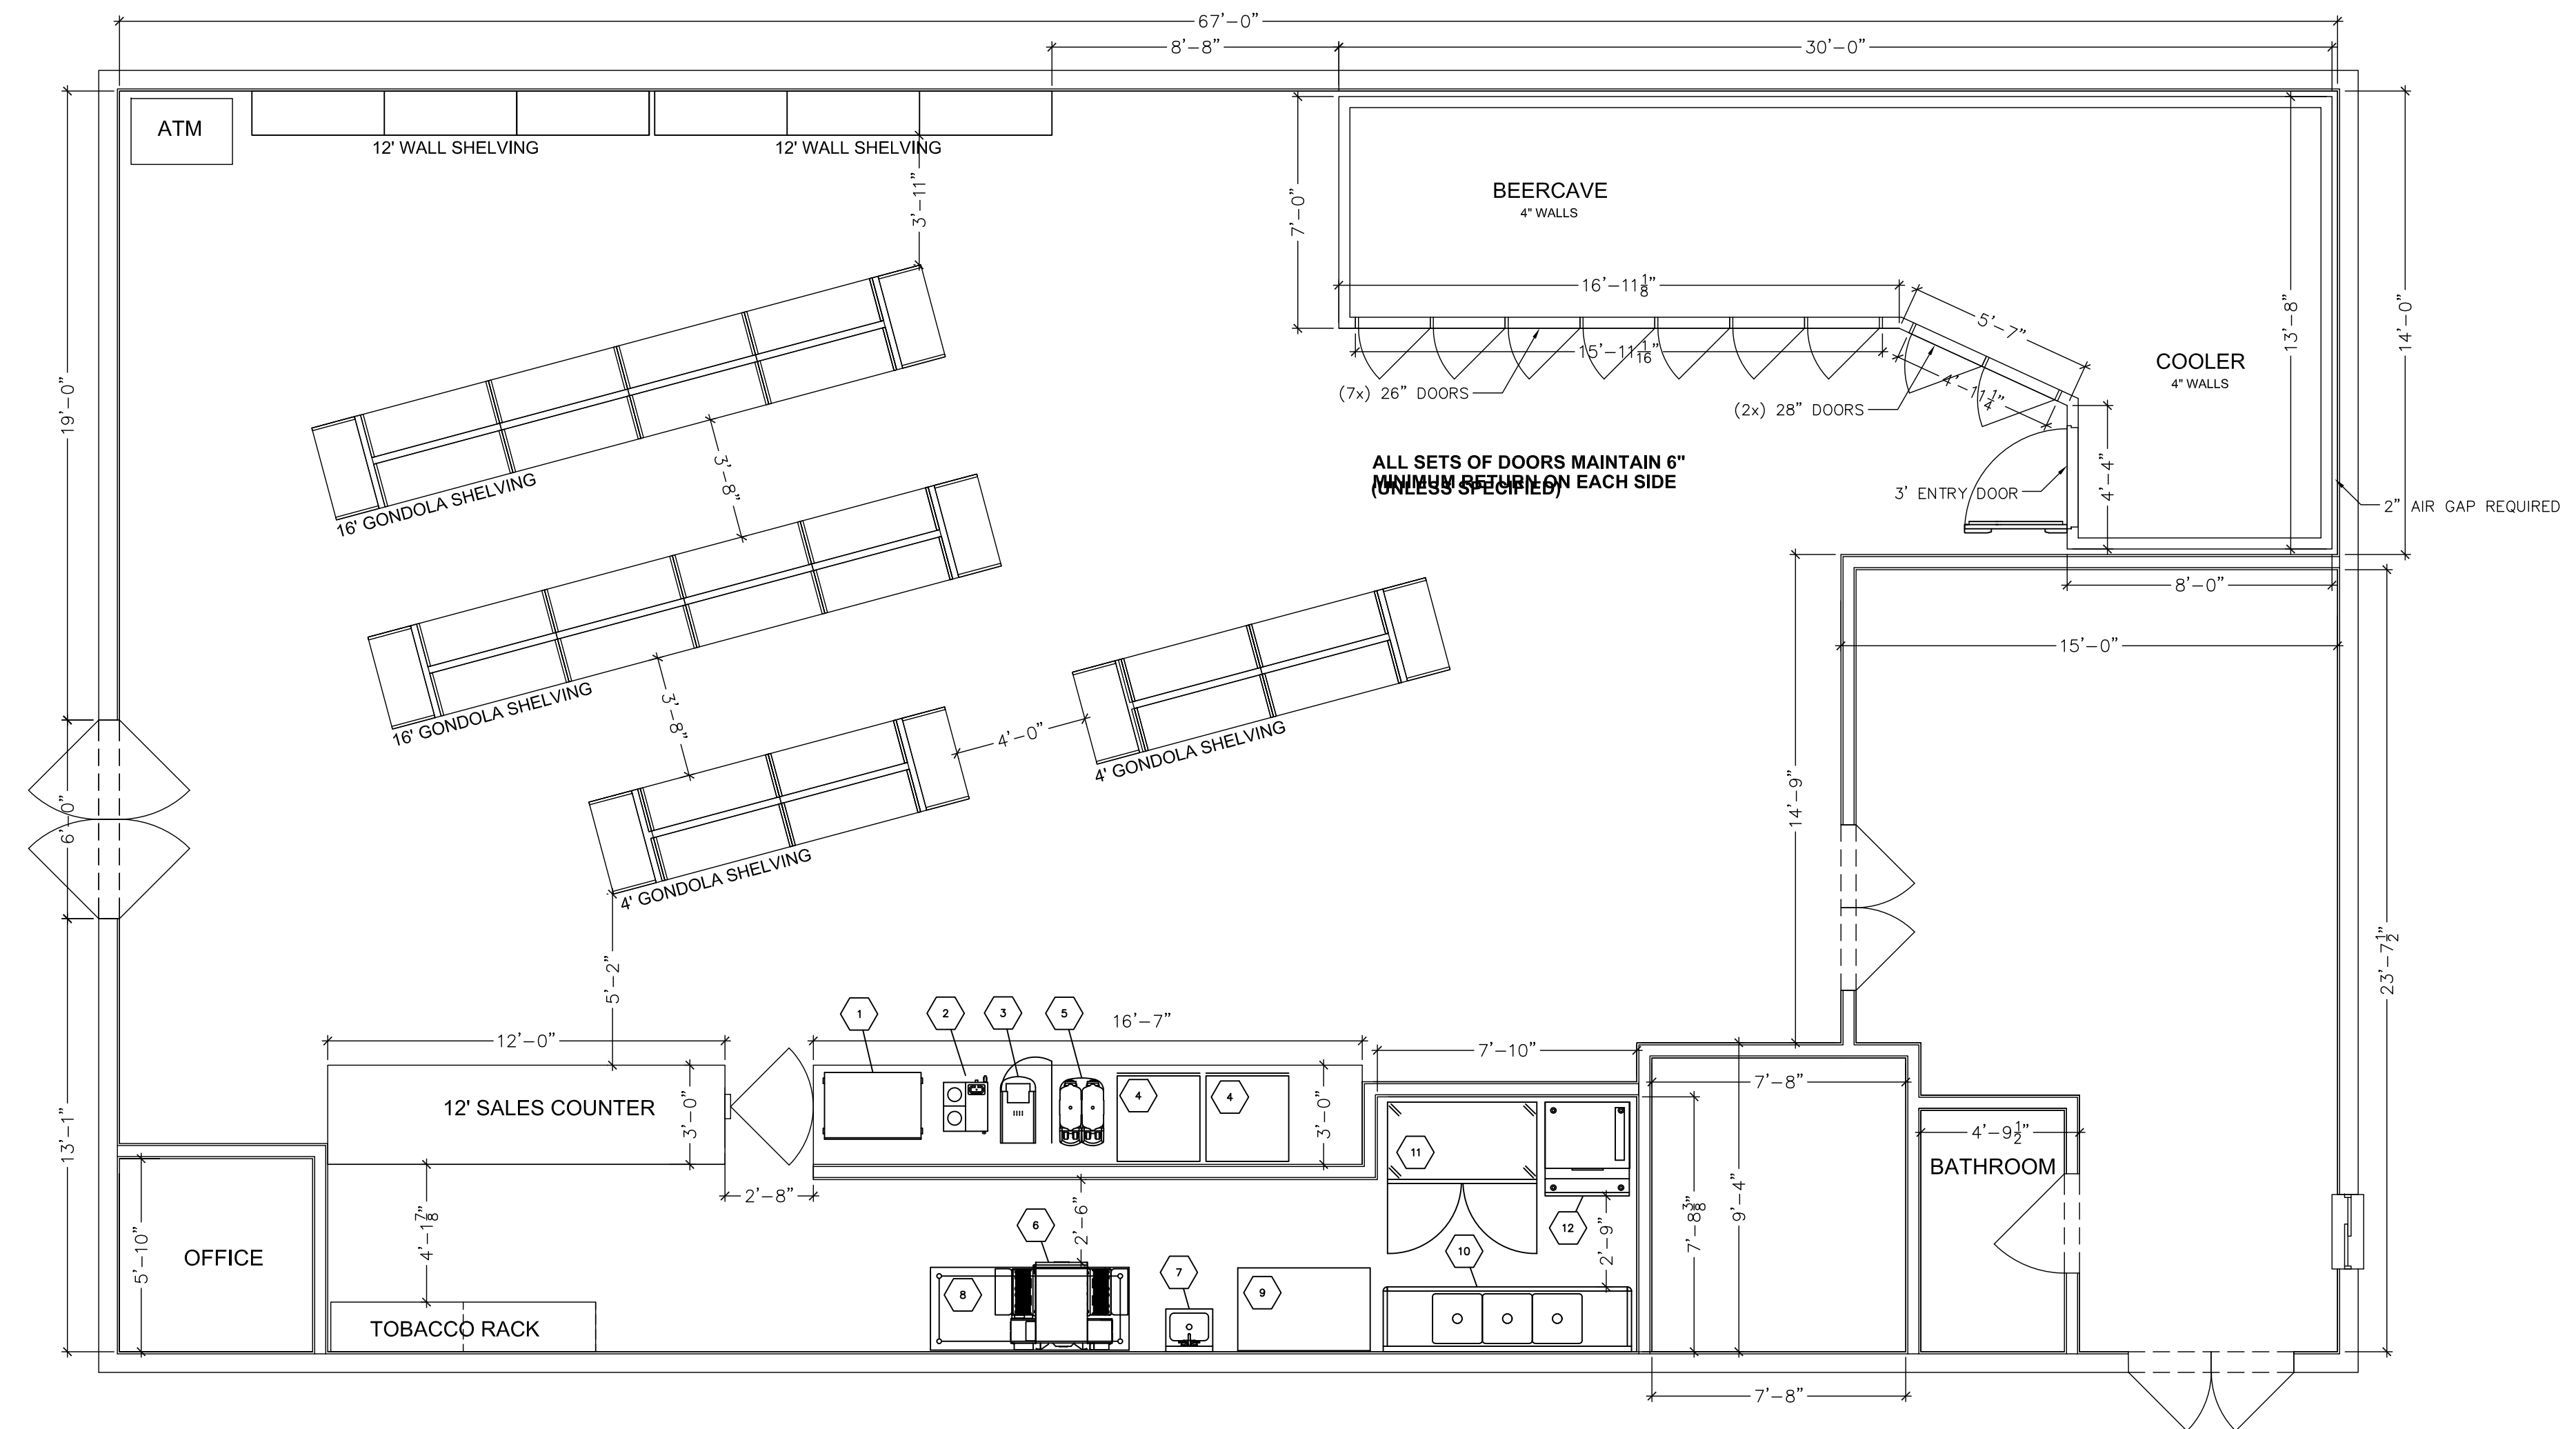 67'-0"
8'-8"
30'-0"
ATM
12' WALL SHELVING
12' WALL SHELVING
3'-11"
7'-0"
BEERCAVE
4" WALLS
16'-11 1/8"
15'-11 1/16"
5'-7"
4'-11 1/4"
13'-8"
14'-0"
COOLER
4" WALLS
(7x) 26" DOORS
(2x) 28" DOORS
19'-0"
16' GONDOLA SHELVING
3'-8"
ALL SETS OF DOORS MAINTAIN 6"
MINIMUM RETURN ON EACH SIDE
(UNLESS SPECIFIED)
3' ENTRY DOOR
4'-4"
2" AIR GAP REQUIRED
8'-0"
15'-0"
16' GONDOLA SHELVING
3'-8"
4'-0"
4' GONDOLA SHELVING
4' GONDOLA SHELVING
6'-0"
14'-9"
23'-7 1/2"
5'-2"
12'-0"
1
2
3
5
16'-7"
7'-10"
7'-8"
12' SALES COUNTER
3'-0"
4
4
3'-0"
13'-1"
11
4'-9 1/2"
BATHROOM
2'-8"
2'-6"
4'-1 7/8"
5'-10"
OFFICE
6
7
12
10
2'-9"
7'-8 3/8"
9'-4"
8
9
TOBACCO RACK
7'-8"